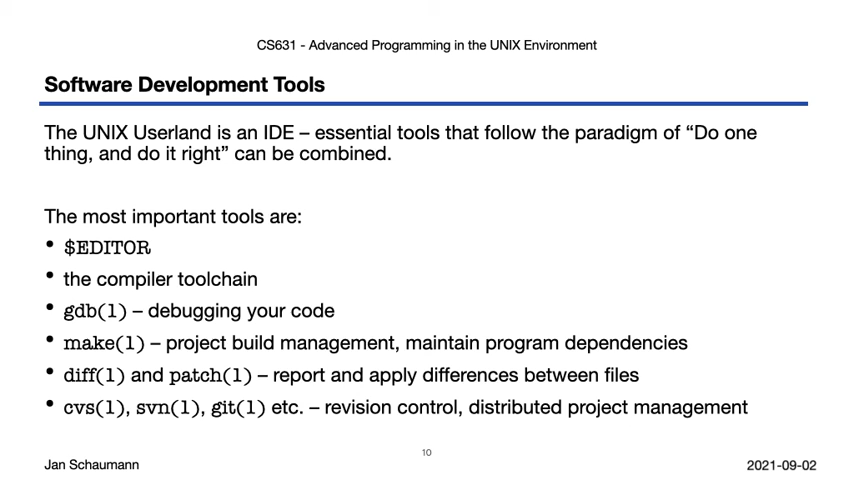 CS631 - Advanced Programming in the UNIX Environment
Software Development Tools
The UNIX Userland is an IDE – essential tools that follow the paradigm of “Do one
thing, and do it right” can be combined.
The most important tools are:
• $EDITOR
• the compiler toolchain
• gdb(1) – debugging your code
• make(1) – project build management, maintain program dependencies
• diff(1) and patch(1) – report and apply differences between files
• cvs(1), svn(1), git(1) etc. – revision control, distributed project management
10
Jan Schaumann
2021-09-02